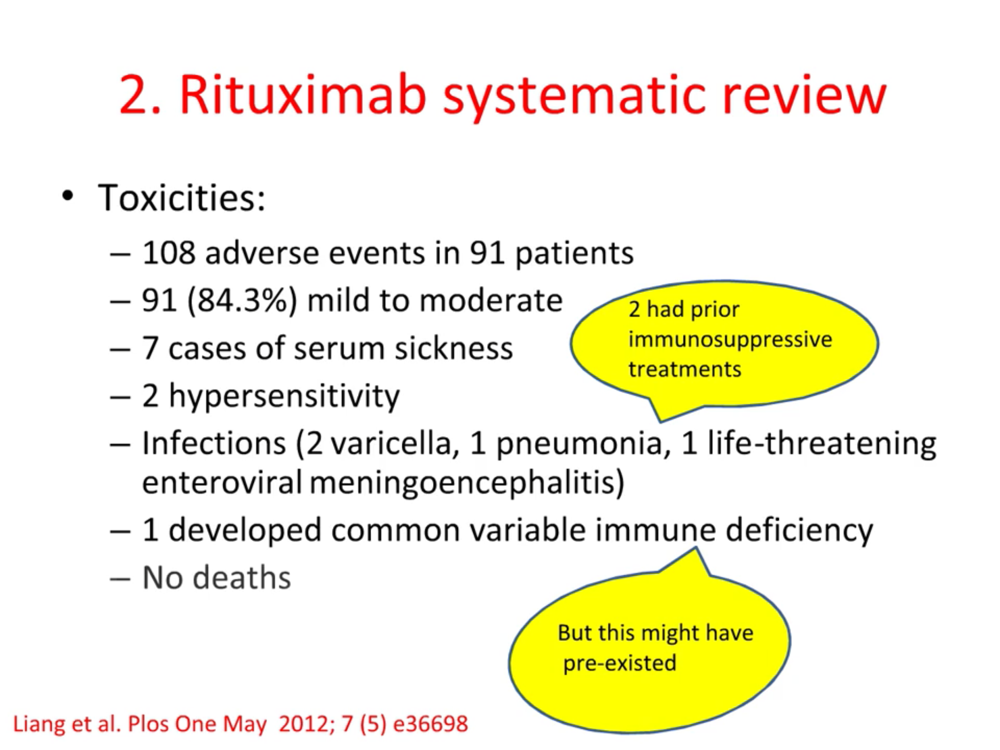 2. Rituximab systematic review
• Toxicities:
– 108 adverse events in 91 patients
– 91 (84.3%) mild to moderate
– 7 cases of serum sickness
– 2 hypersensitivity
2 had prior
immunosuppressive
treatments
– Infections (2 varicella, 1 pneumonia, 1 life-threatening
enteroviral meningoencephalitis)
– 1 developed common variable immune deficiency
– No deaths
But this might have
pre-existed
Liang et al. Plos One May 2012; 7 (5) e36698